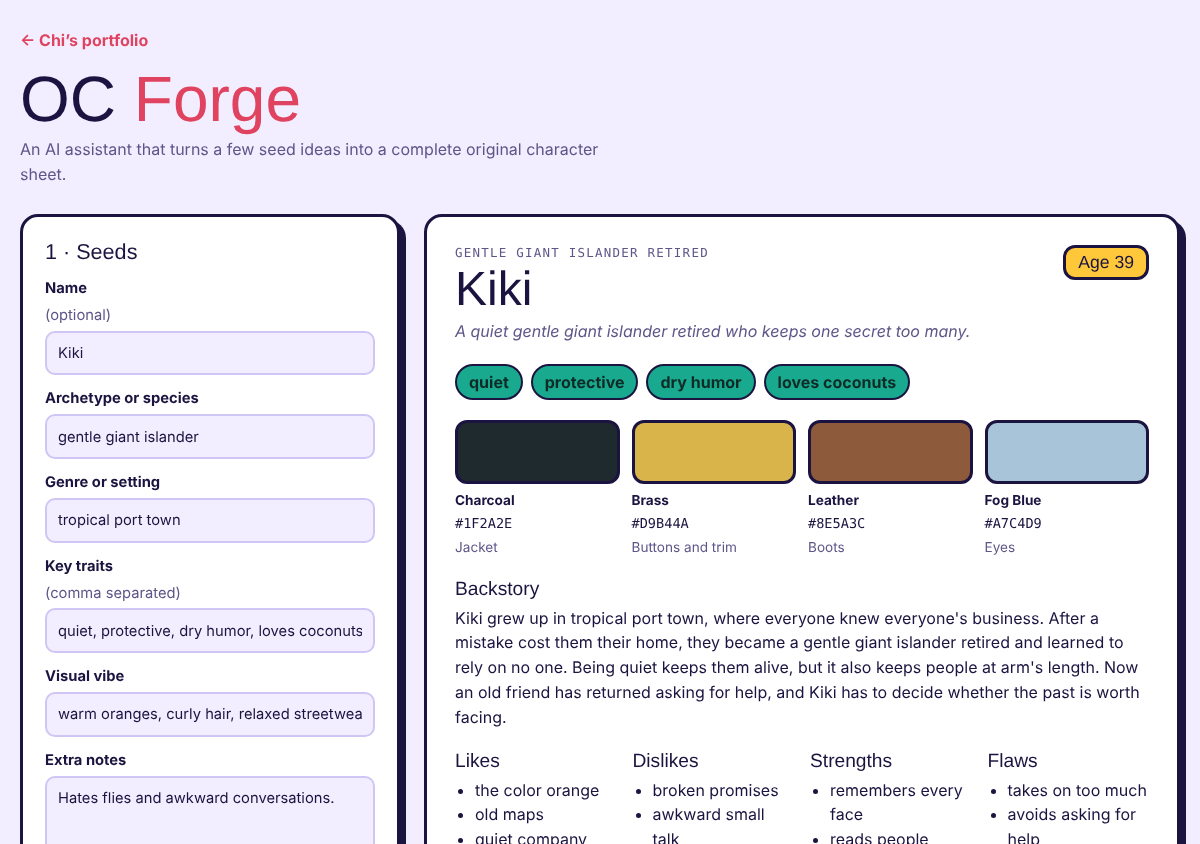 ← Chi’s portfolio
OC Forge
An AI assistant that turns a few seed ideas into a complete original character
sheet.
1 · Seeds
Name
(optional)
Kiki
Archetype or species
gentle giant islander
Genre or setting
tropical port town
Key traits
(comma separated)
quiet, protective, dry humor, loves coconuts
Visual vibe
warm oranges, curly hair, relaxed streetwea
Extra notes
Hates flies and awkward conversations.
GENTLE GIANT ISLANDER RETIRED
Kiki
Age 39
A quiet gentle giant islander retired who keeps one secret too many.
quiet protective dry humor loves coconuts
Charcoal Brass Leather Fog Blue
#1F2A2E #D9B44A #8E5A3C #A7C4D9
Jacket Buttons and trim Boots Eyes
Backstory
Kiki grew up in tropical port town, where everyone knew everyone's business. After a
mistake cost them their home, they became a gentle giant islander retired and learned to
rely on no one. Being quiet keeps them alive, but it also keeps people at arm's length. Now
an old friend has returned asking for help, and Kiki has to decide whether the past is worth
facing.
Likes
• the color orange
• old maps
• quiet company
Dislikes
• broken promises
• awkward small
talk
Strengths
• remembers every
face
• reads people
Flaws
• takes on too much
• avoids asking for
help